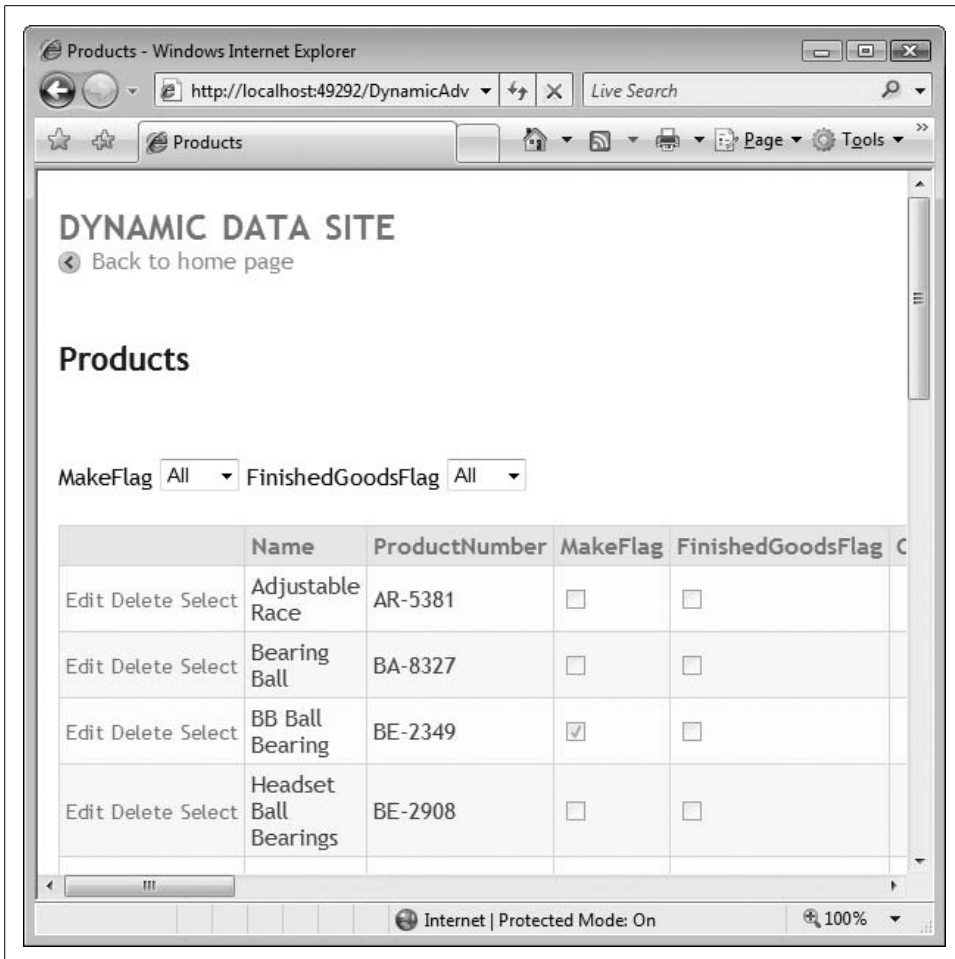 Products - Windows Internet Explorer
http://localhost:49292/DynamicAdv
Live Search
Products
Page
Tools
DYNAMIC DATA SITE
Back to home page
Products
MakeFlag All FinishedGoodsFlag All
Name ProductNumber MakeFlag FinishedGoodsFlag C
Edit Delete Select Adjustable Race AR-5381
Edit Delete Select Bearing Ball BA-8327
Edit Delete Select BB Ball Bearing BE-2349
Edit Delete Select Headset Ball Bearings BE-2908
Internet | Protected Mode: On 100%